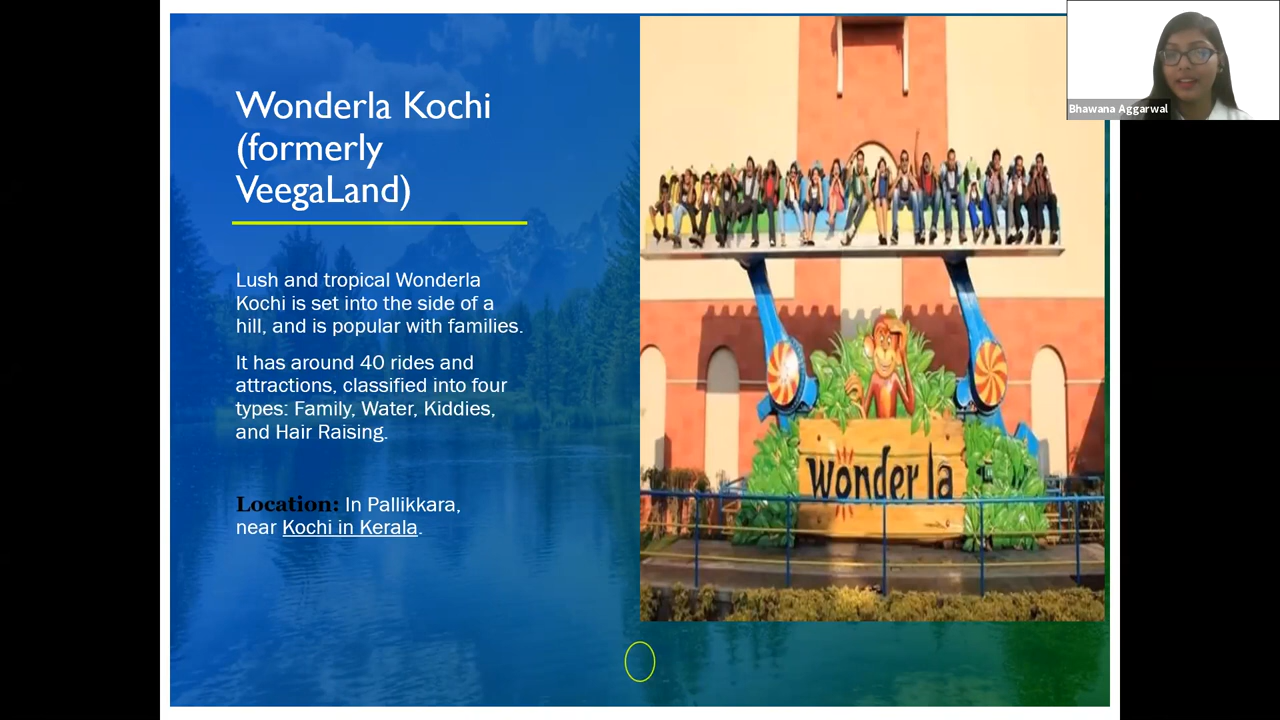 Wonderla Kochi
(formerly
VeegaLand)
Lush and tropical Wonderla
Kochi is set into the side of a
hill, and is popular with families.
It has around 40 rides and
attractions, classified into four
types: Family, Water, Kiddies,
and Hair Raising.
Location: In Pallikkara,
near Kochi in Kerala.
Wonder la
Bhawana Aggarwal